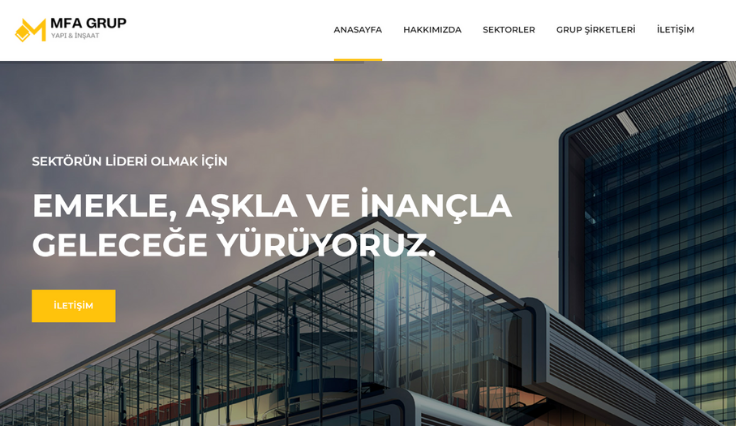 MFA GRUP
YAPI & İNŞAAT
ANASAYFA HAKKIMIZDA SEKTORLER GRUP ŞİRKETLERİ İLETİŞİM
SEKTÖRÜN LİDERİ OLMAK İÇİN
EMEKLE, AŞKLA VE İNANÇLA
GELECEĞE YÜRÜYORUZ.
İLETİŞİM